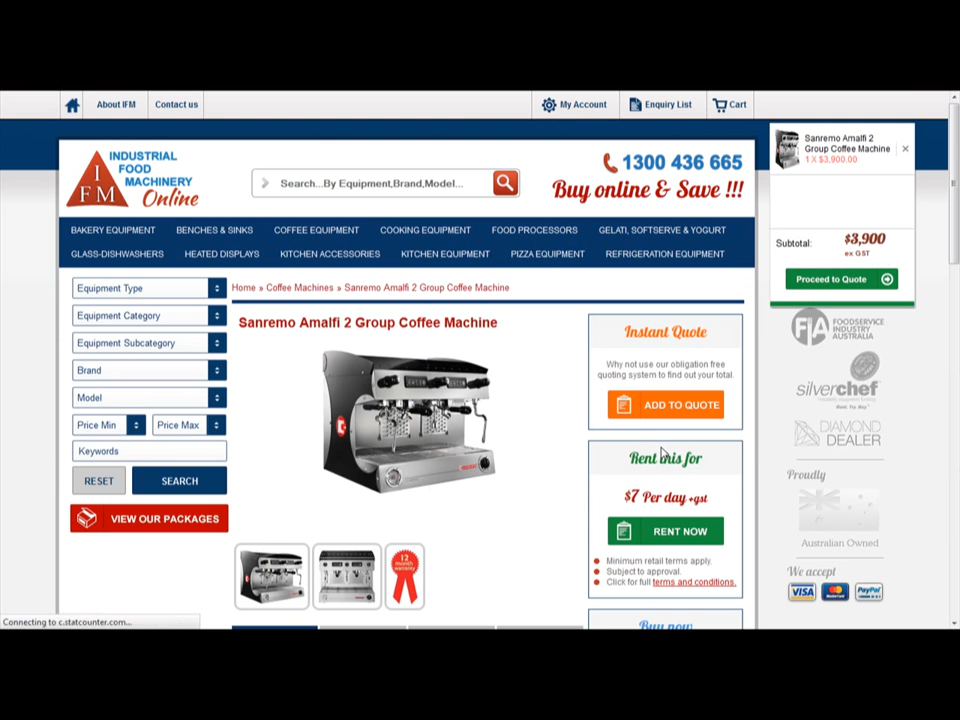 About IFM
Contact us
My Account
Enquiry List
Cart
INDUSTRIAL
FOOD
MACHINERY
Online
I
FM
Search...By Equipment,Brand,Model...
1300 436 665
Buy online & Save !!!
Sanremo Amalfi 2
Group Coffee Machine
1 X $3,900.00
Subtotal: $3,900
ex GST
Proceed to Quote
BAKERY EQUIPMENT BENCHES & SINKS COFFEE EQUIPMENT COOKING EQUIPMENT FOOD PROCESSORS GELATI, SOFTSERVE & YOGURT
GLASS-DISHWASHERS HEATED DISPLAYS KITCHEN ACCESSORIES KITCHEN EQUIPMENT PIZZA EQUIPMENT REFRIGERATION EQUIPMENT
Equipment Type
Equipment Category
Equipment Subcategory
Brand
Model
Price Min Price Max
Keywords
RESET SEARCH
VIEW OUR PACKAGES
Home » Coffee Machines » Sanremo Amalfi 2 Group Coffee Machine
Sanremo Amalfi 2 Group Coffee Machine
12
month
warranty
Instant Quote
Why not use our obligation free
quoting system to find out your total.
ADD TO QUOTE
Rent this for
$7 Per day +gst
RENT NOW
Minimum retail terms apply.
Subject to approval.
Click for full terms and conditions.
Buy now
FIA FOODSERVICE
INDUSTRY
AUSTRALIA
silverchef
Rent. Try. Buy.
DIAMOND
DEALER
Proudly
Australian Owned
We accept
VISA
MasterCard
PayPal
Connecting to c.statcounter.com...